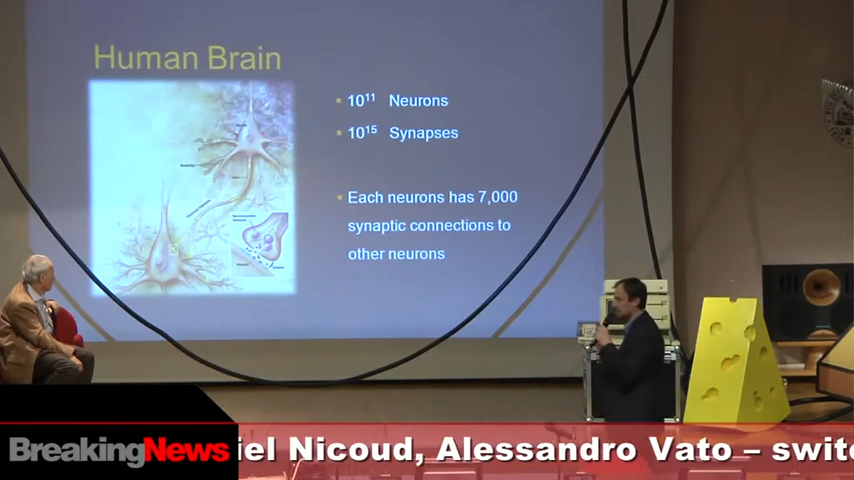 Human Brain
10¹¹ Neurons
10¹⁵ Synapses
Each neurons has 7,000
synaptic connections to
other neurons
BreakingNews
iel Nicoud, Alessandro Vato – switc